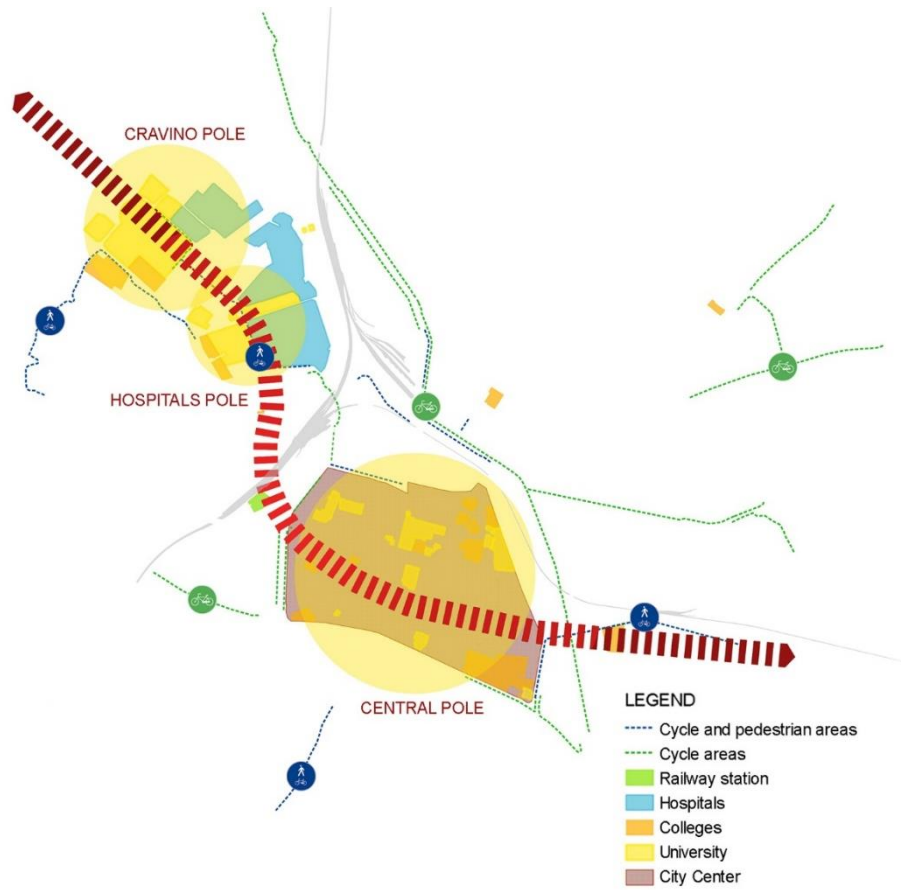 CRAVINO POLE
HOSPITALS POLE
CENTRAL POLE
LEGEND
Cycle and pedestrian areas
Cycle areas
Railway station
Hospitals
Colleges
University
City Center